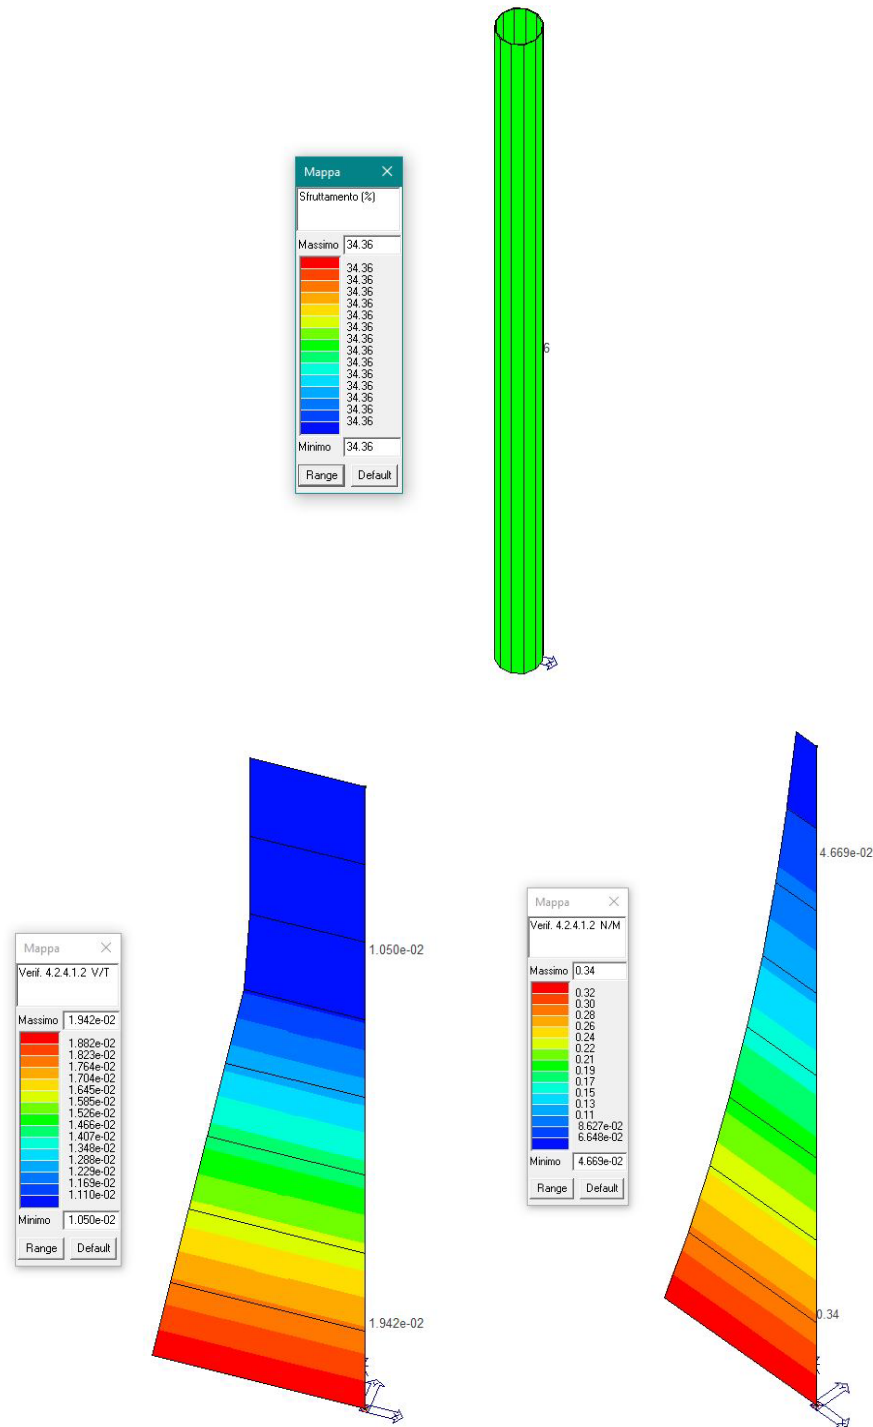 Mappa
Sfruttamento (%)
Massimo 34.36
34.36
34.36
34.36
34.36
34.36
34.36
34.36
34.36
34.36
34.36
34.36
34.36
34.36
34.36
Minimo 34.36
Range Default
6
Mappa
Verif. 4.2.4.1.2 V/T
Massimo 1.942e-02
1.882e-02
1.823e-02
1.764e-02
1.704e-02
1.645e-02
1.585e-02
1.526e-02
1.466e-02
1.407e-02
1.348e-02
1.288e-02
1.229e-02
1.169e-02
1.110e-02
Minimo 1.050e-02
Range Default
1.050e-02
1.942e-02
Mappa
Verif. 4.2.4.1.2 N/M
Massimo 0.34
0.32
0.30
0.28
0.26
0.24
0.22
0.21
0.19
0.17
0.15
0.13
0.11
8.627e-02
6.648e-02
Minimo 4.669e-02
Range Default
4.669e-02
0.34